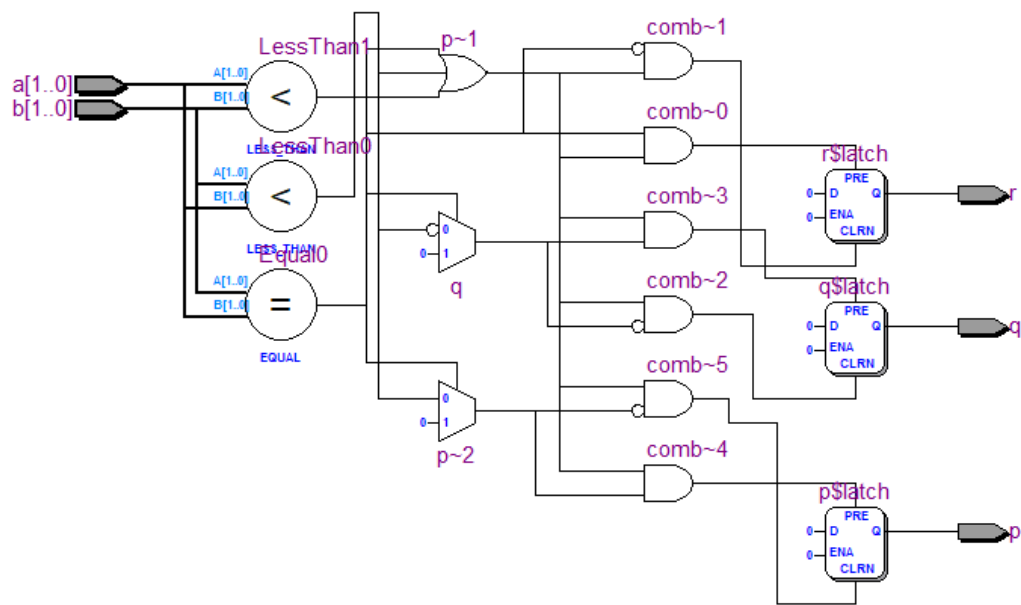 comb~1
LessThan1
p~1
a[1..0]
b[1..0]
A[1..0]
B[1..0]
<
LESS_THAN
LessThan0
A[1..0]
B[1..0]
<
LESS_THAN
comb~0
r$latch
PRE
0 D Q
0 ENA
CLRN
r
comb~3
0
0 1
q
Equal0
A[1..0]
B[1..0]
=
EQUAL
comb~2
q$latch
PRE
0 D Q
0 ENA
CLRN
q
comb~5
0
0 1
p~2
comb~4
p$latch
PRE
0 D Q
0 ENA
CLRN
p